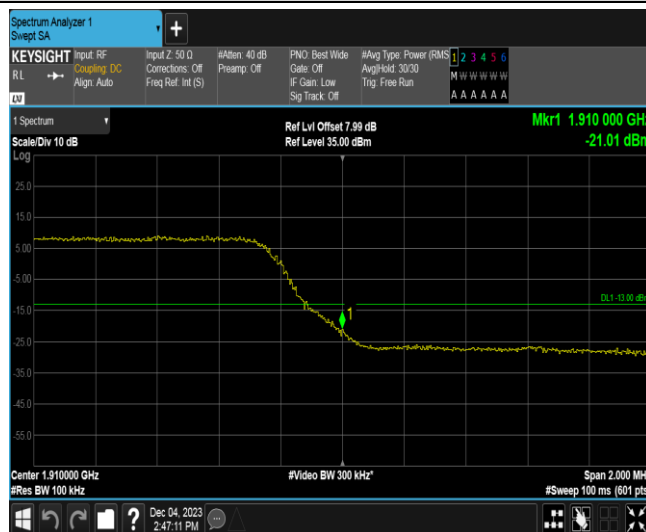 Spectrum Analyzer 1
Swept SA
KEYSIGHT Input: RF Input Z: 50 Ω #Atten: 40 dB PNO: Best Wide #Avg Type: Power (RMS 1 2 3 4 5 6
RL Coupling: DC Corrections: Off Preamp: Off Gate: Off Avg|Hold: 30/30 M W W W W W
Align: Auto Freq Ref: Int (S) IF Gain: Low Trig: Free Run
Sig Track: Off A A A A A A
LXI
1 Spectrum Ref Lvl Offset 7.99 dB Mkr1 1.910 000 GHz
Scale/Div 10 dB Ref Level 35.00 dBm -21.01 dBm
Log
25.0
15.0
5.00
-5.00
DL1 -13.00 dBr
-15.0
1
-25.0
-35.0
-45.0
-55.0
Center 1.910000 GHz #Video BW 300 kHz* Span 2.000 MH
#Res BW 100 kHz #Sweep 100 ms (601 pts
? Dec 04, 2023
2:47:11 PM